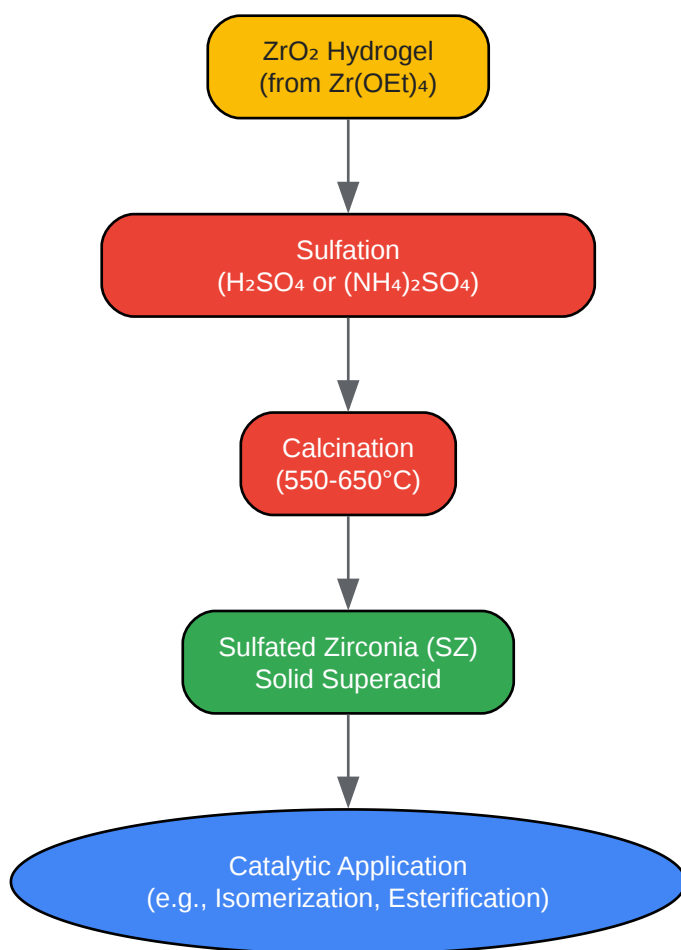 ZrO₂ Hydrogel
(from Zr(OEt)₄)
Sulfation
(H₂SO₄ or (NH₄)₂SO₄)
Calcination
(550-650°C)
Sulfated Zirconia (SZ)
Solid Superacid
Catalytic Application
(e.g., Isomerization, Esterification)